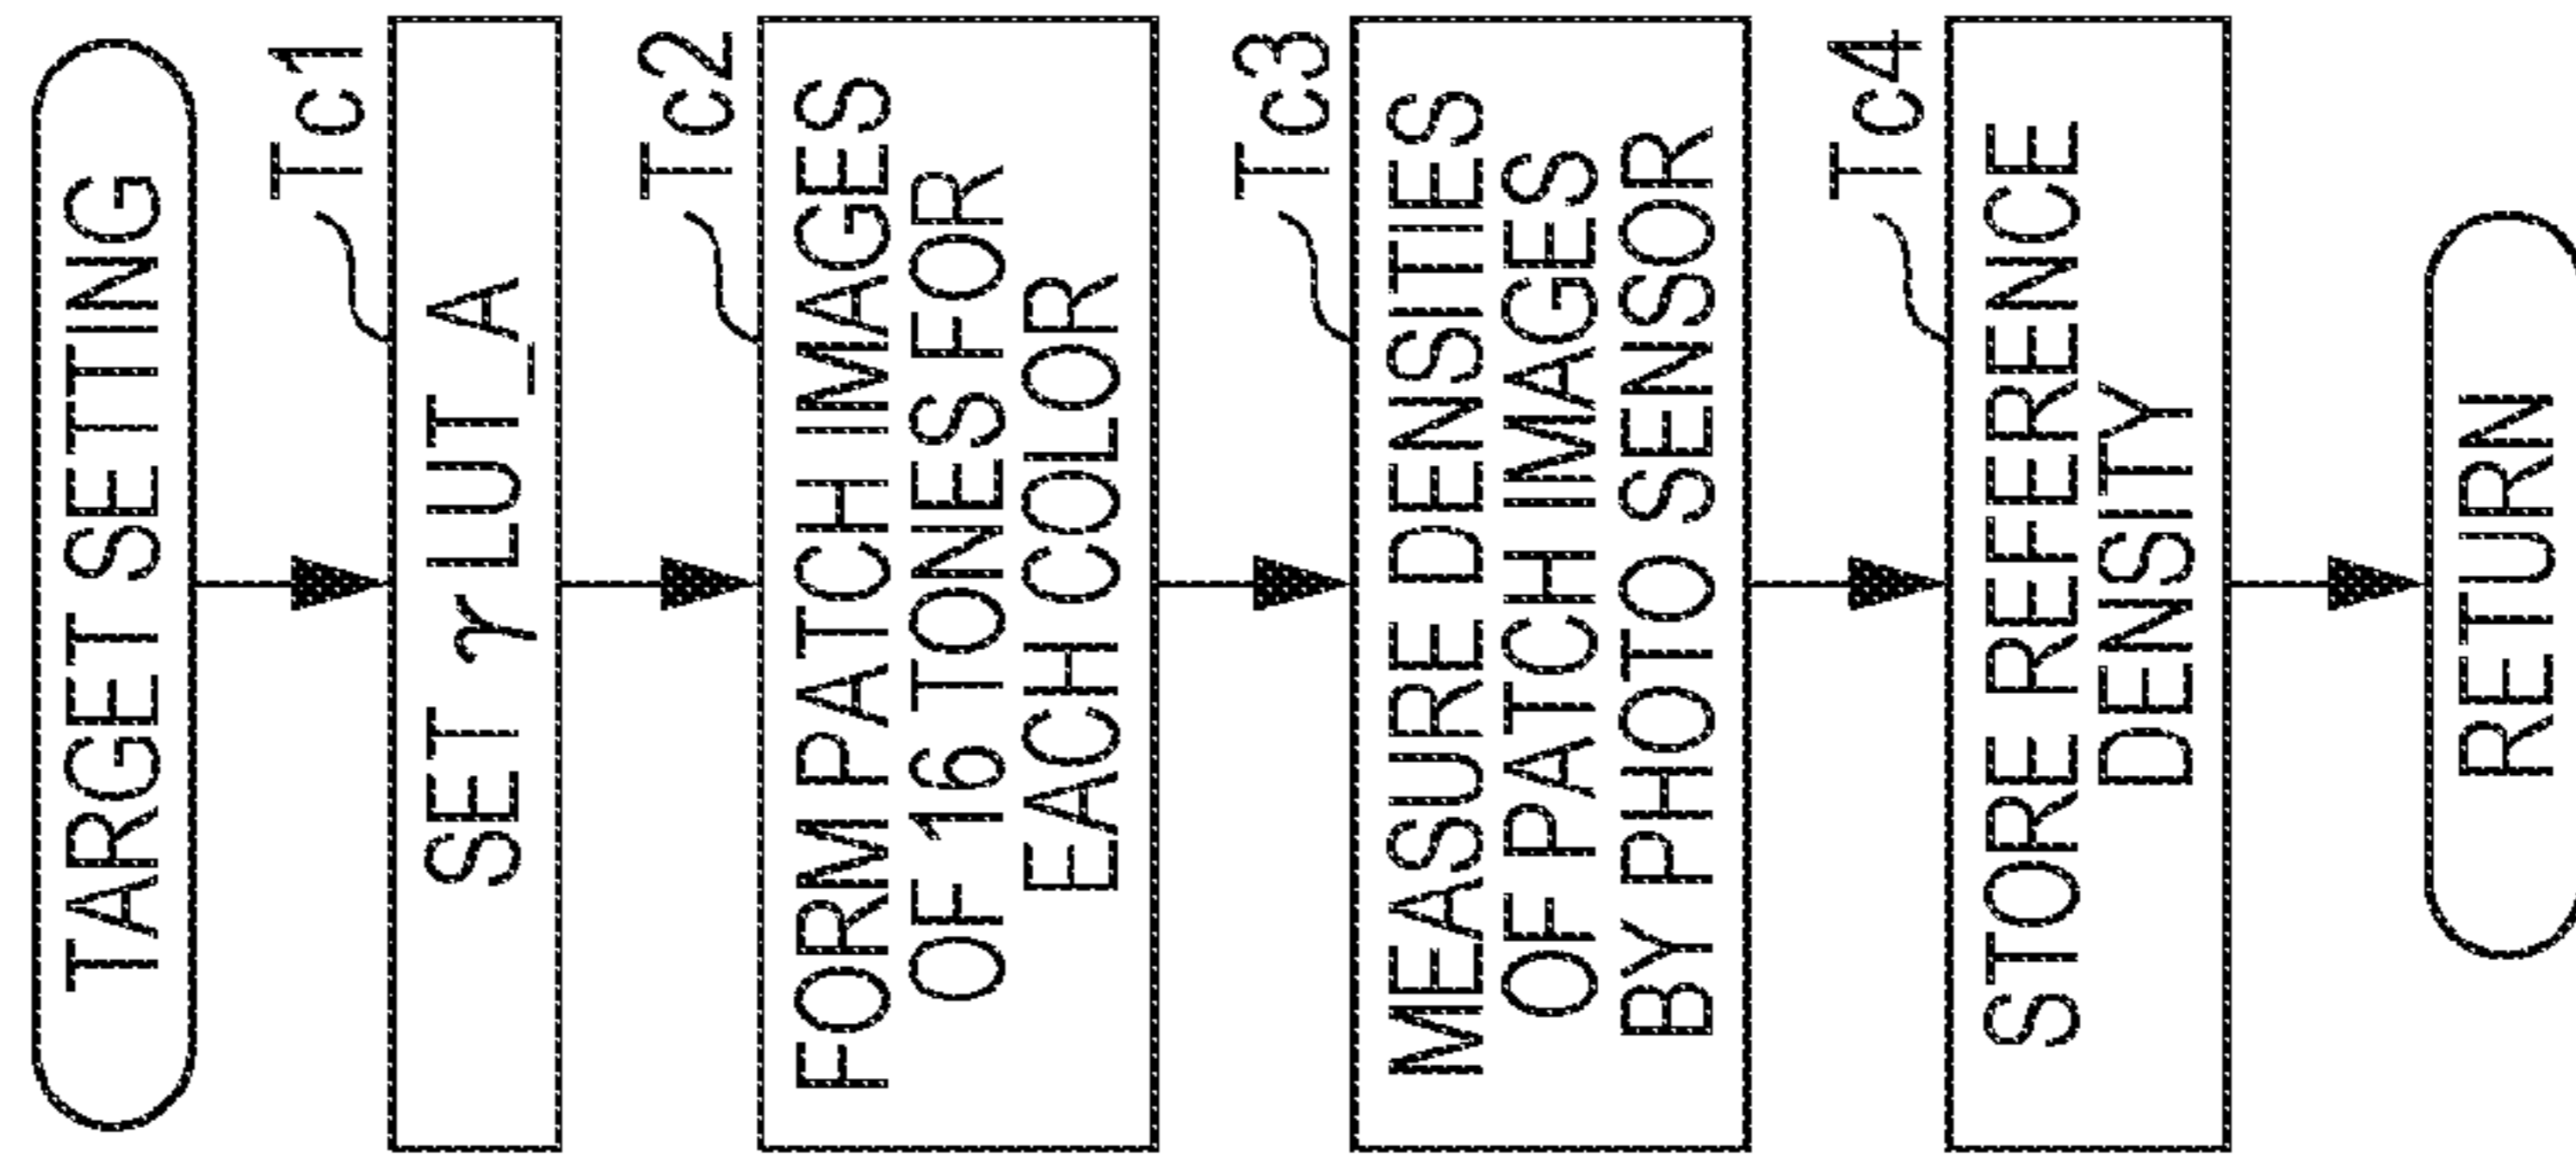 TARGET SETTING
Tc1
SET γ LUT_A
Tc2
FORM PATCH IMAGES
OF 16 TONES FOR
EACH COLOR
Tc3
MEASURE DENSITIES
OF PATCH IMAGES
BY PHOTO SENSOR
Tc4
STORE REFERENCE
DENSITY
RETURN